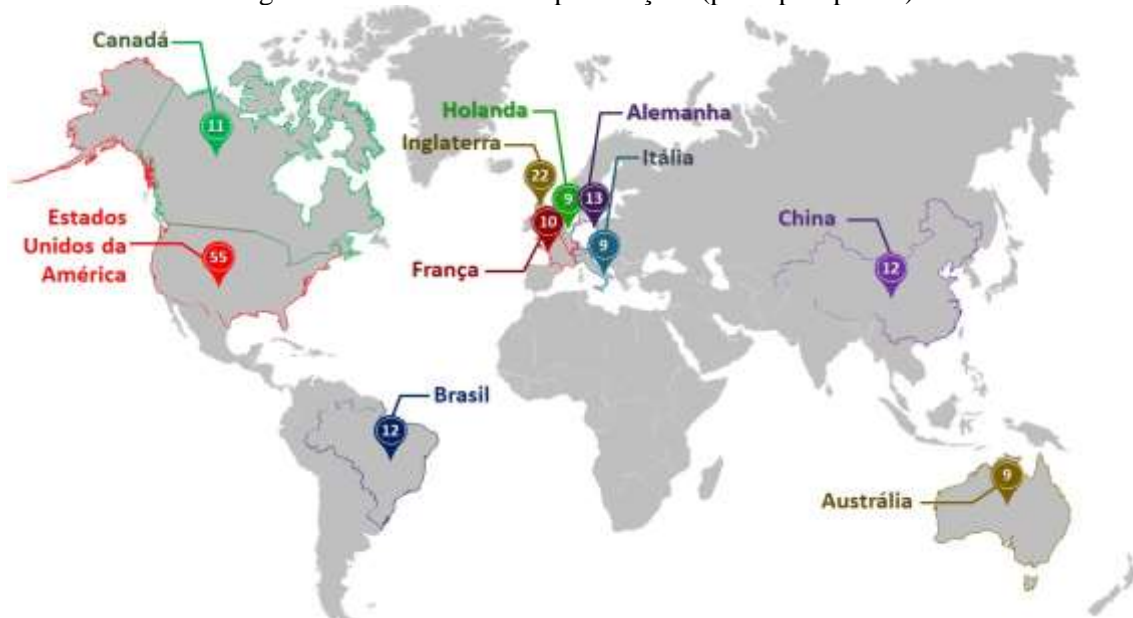 Canadá
11
Holanda
Alemanha
Inglaterra
Itália
22
9
13
Estados
Unidos da
América
55
10
França
9
China
12
Brasil
12
Austrália
9